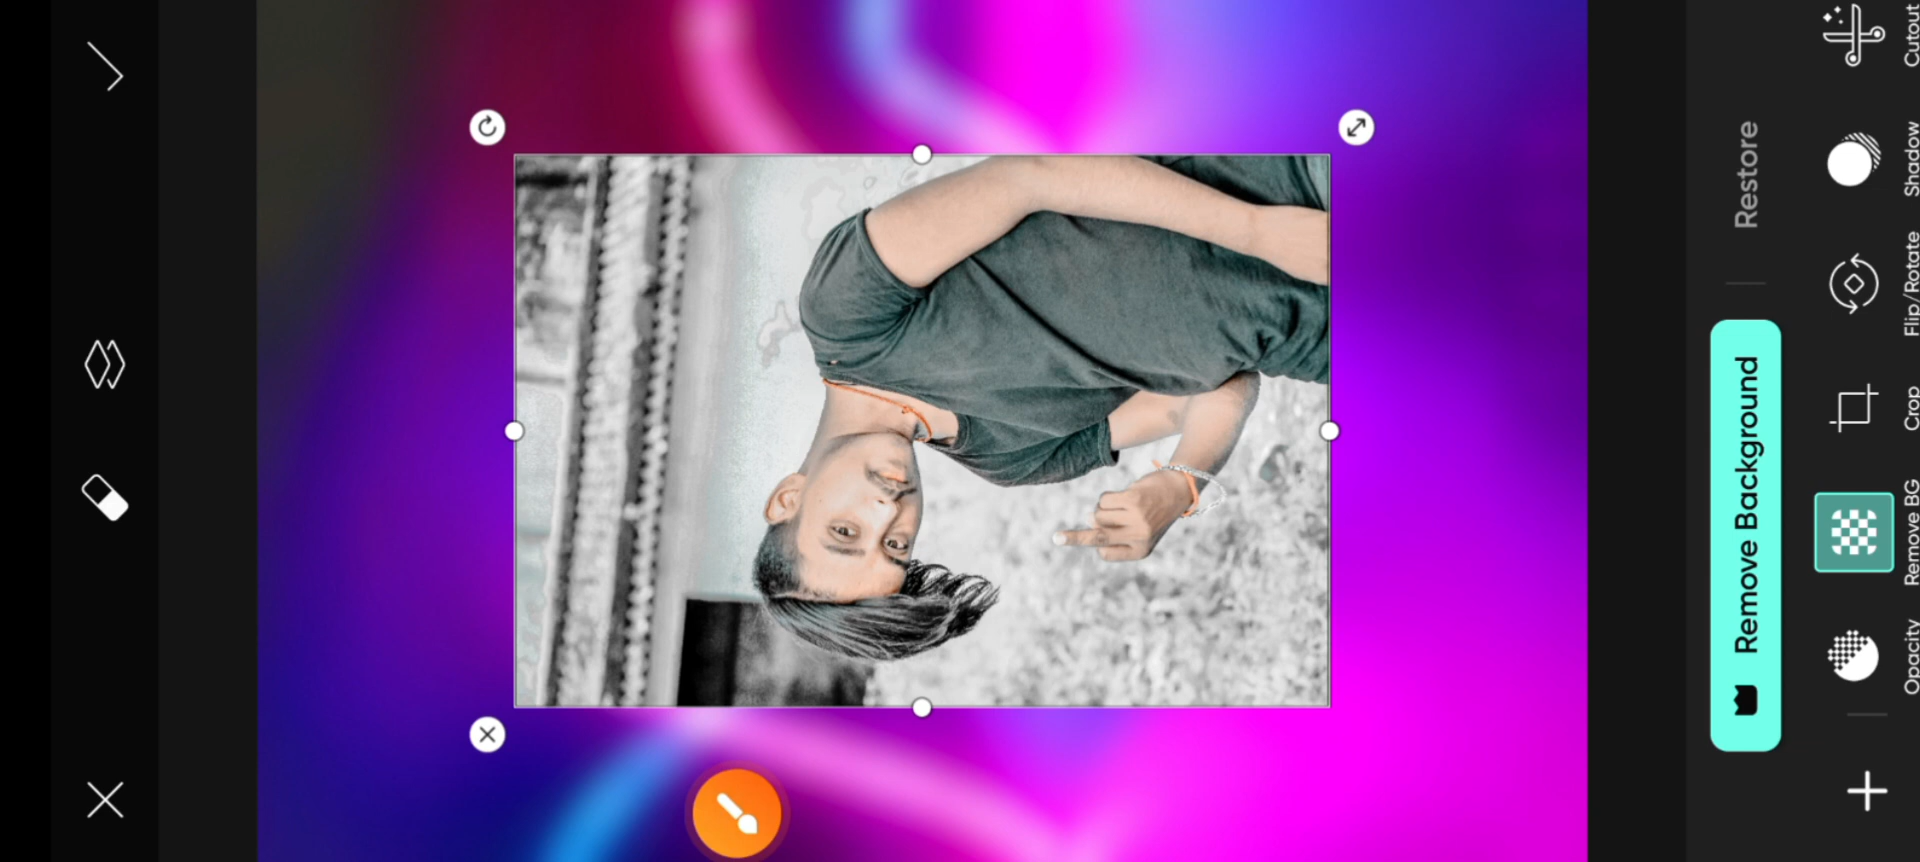 Restore
Remove Background
Cutout
Shadow
Flip/Rotate
Crop
Remove BG
Opacity